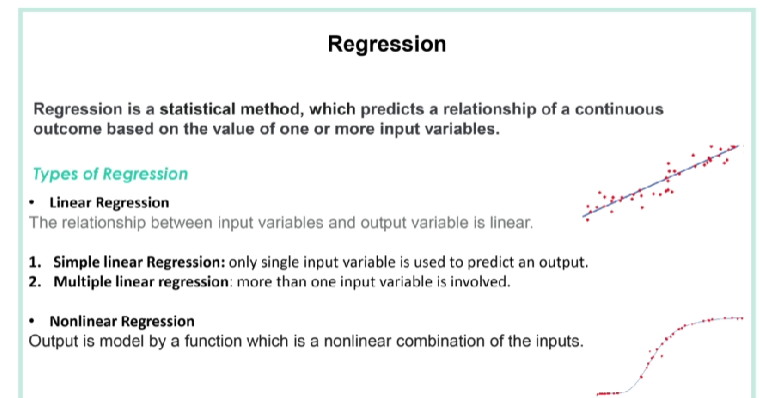 Regression
Regression is a statistical method, which predicts a relationship of a continuous
outcome based on the value of one or more input variables.
Types of Regression
• Linear Regression
The relationship between input variables and output variable is linear.
1. Simple linear Regression: only single input variable is used to predict an output.
2. Multiple linear regression: more than one input variable is involved.
• Nonlinear Regression
Output is model by a function which is a nonlinear combination of the inputs.